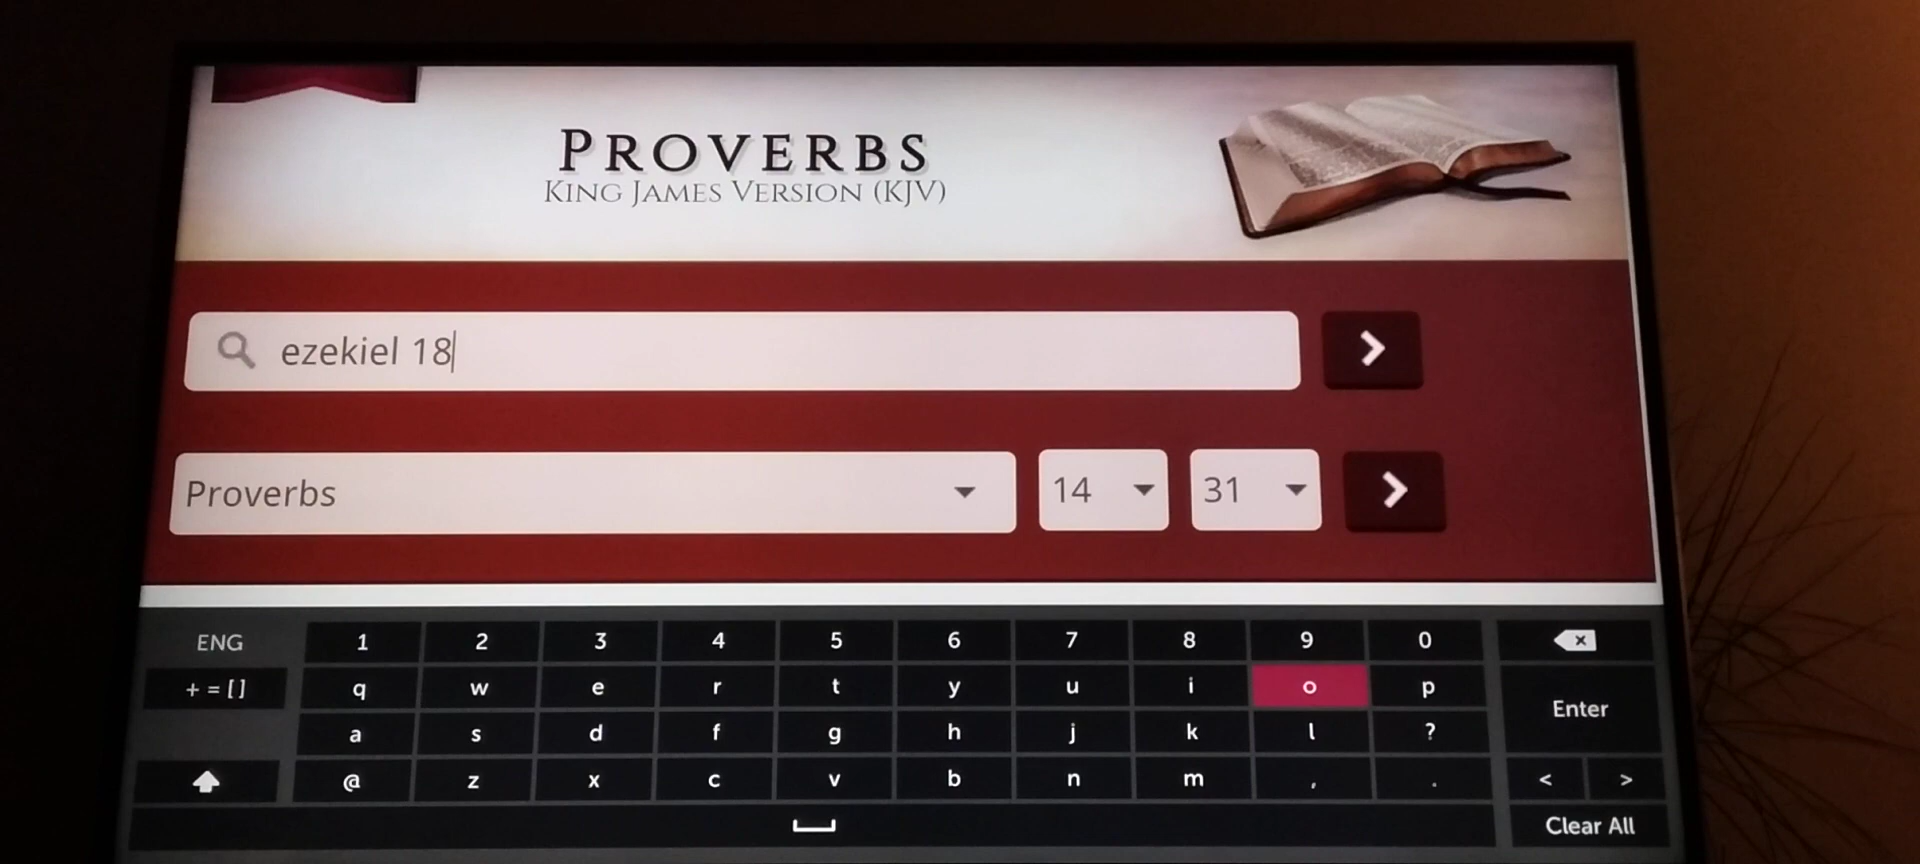 PROVERBS
KING JAMES VERSION (KJV)
ezekiel 18
Proverbs 14 31
ENG 1 2 3 4 5 6 7 8 9 0
+ = [ ] q w e r t y u i o p
Enter
a s d f g h j k l ?
@ z x c v b n m , . < >
Clear All